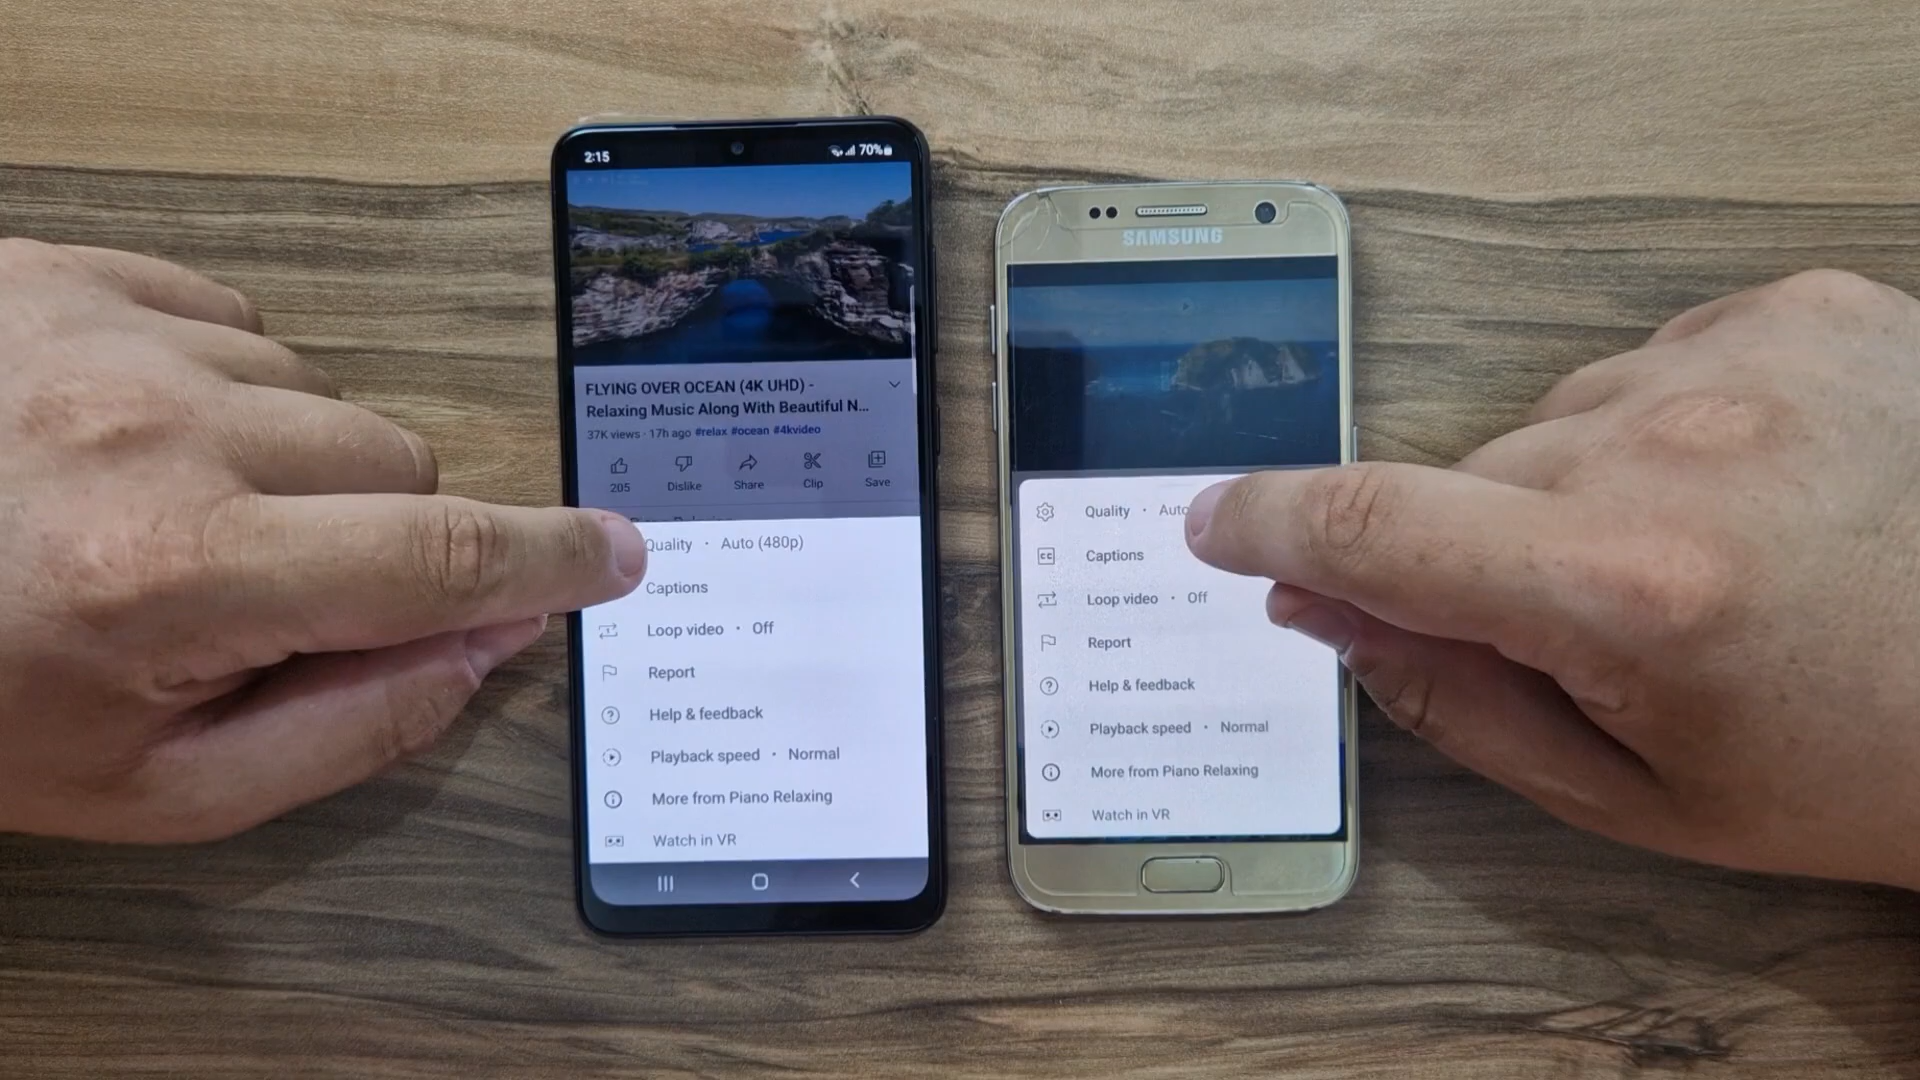 2:15
70%
FLYING OVER OCEAN (4K UHD) -
Relaxing Music Along With Beautiful N...
37K views · 17h ago #relax #ocean #4kvideo
205
Dislike
Share
Clip
Save
Quality · Auto (480p)
Captions
Loop video · Off
Report
Help & feedback
Playback speed · Normal
More from Piano Relaxing
Watch in VR
SAMSUNG
Quality · Auto
Captions
Loop video · Off
Report
Help & feedback
Playback speed · Normal
More from Piano Relaxing
Watch in VR